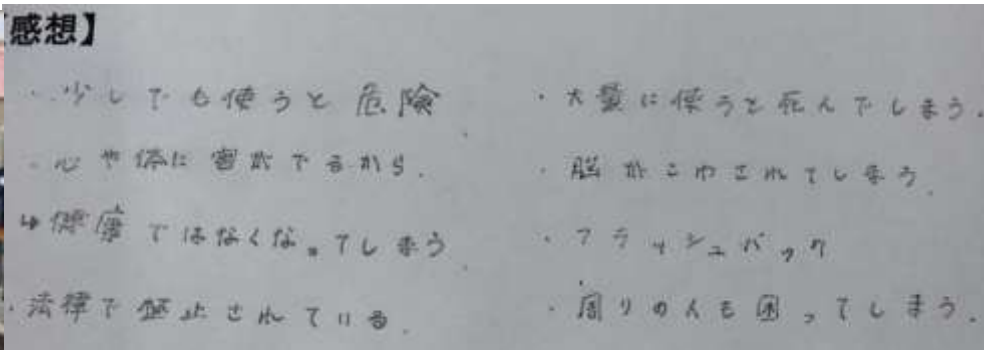 感想】
・少しでも使うと危険.
・心や体に害がでるから.
↳健康ではなくなってしまう.
・法律で禁止されている.
・大量に使うと死んでしまう.
・脳がこわされてしまう.
・フラッシュバック
・周りの人も困ってしまう.